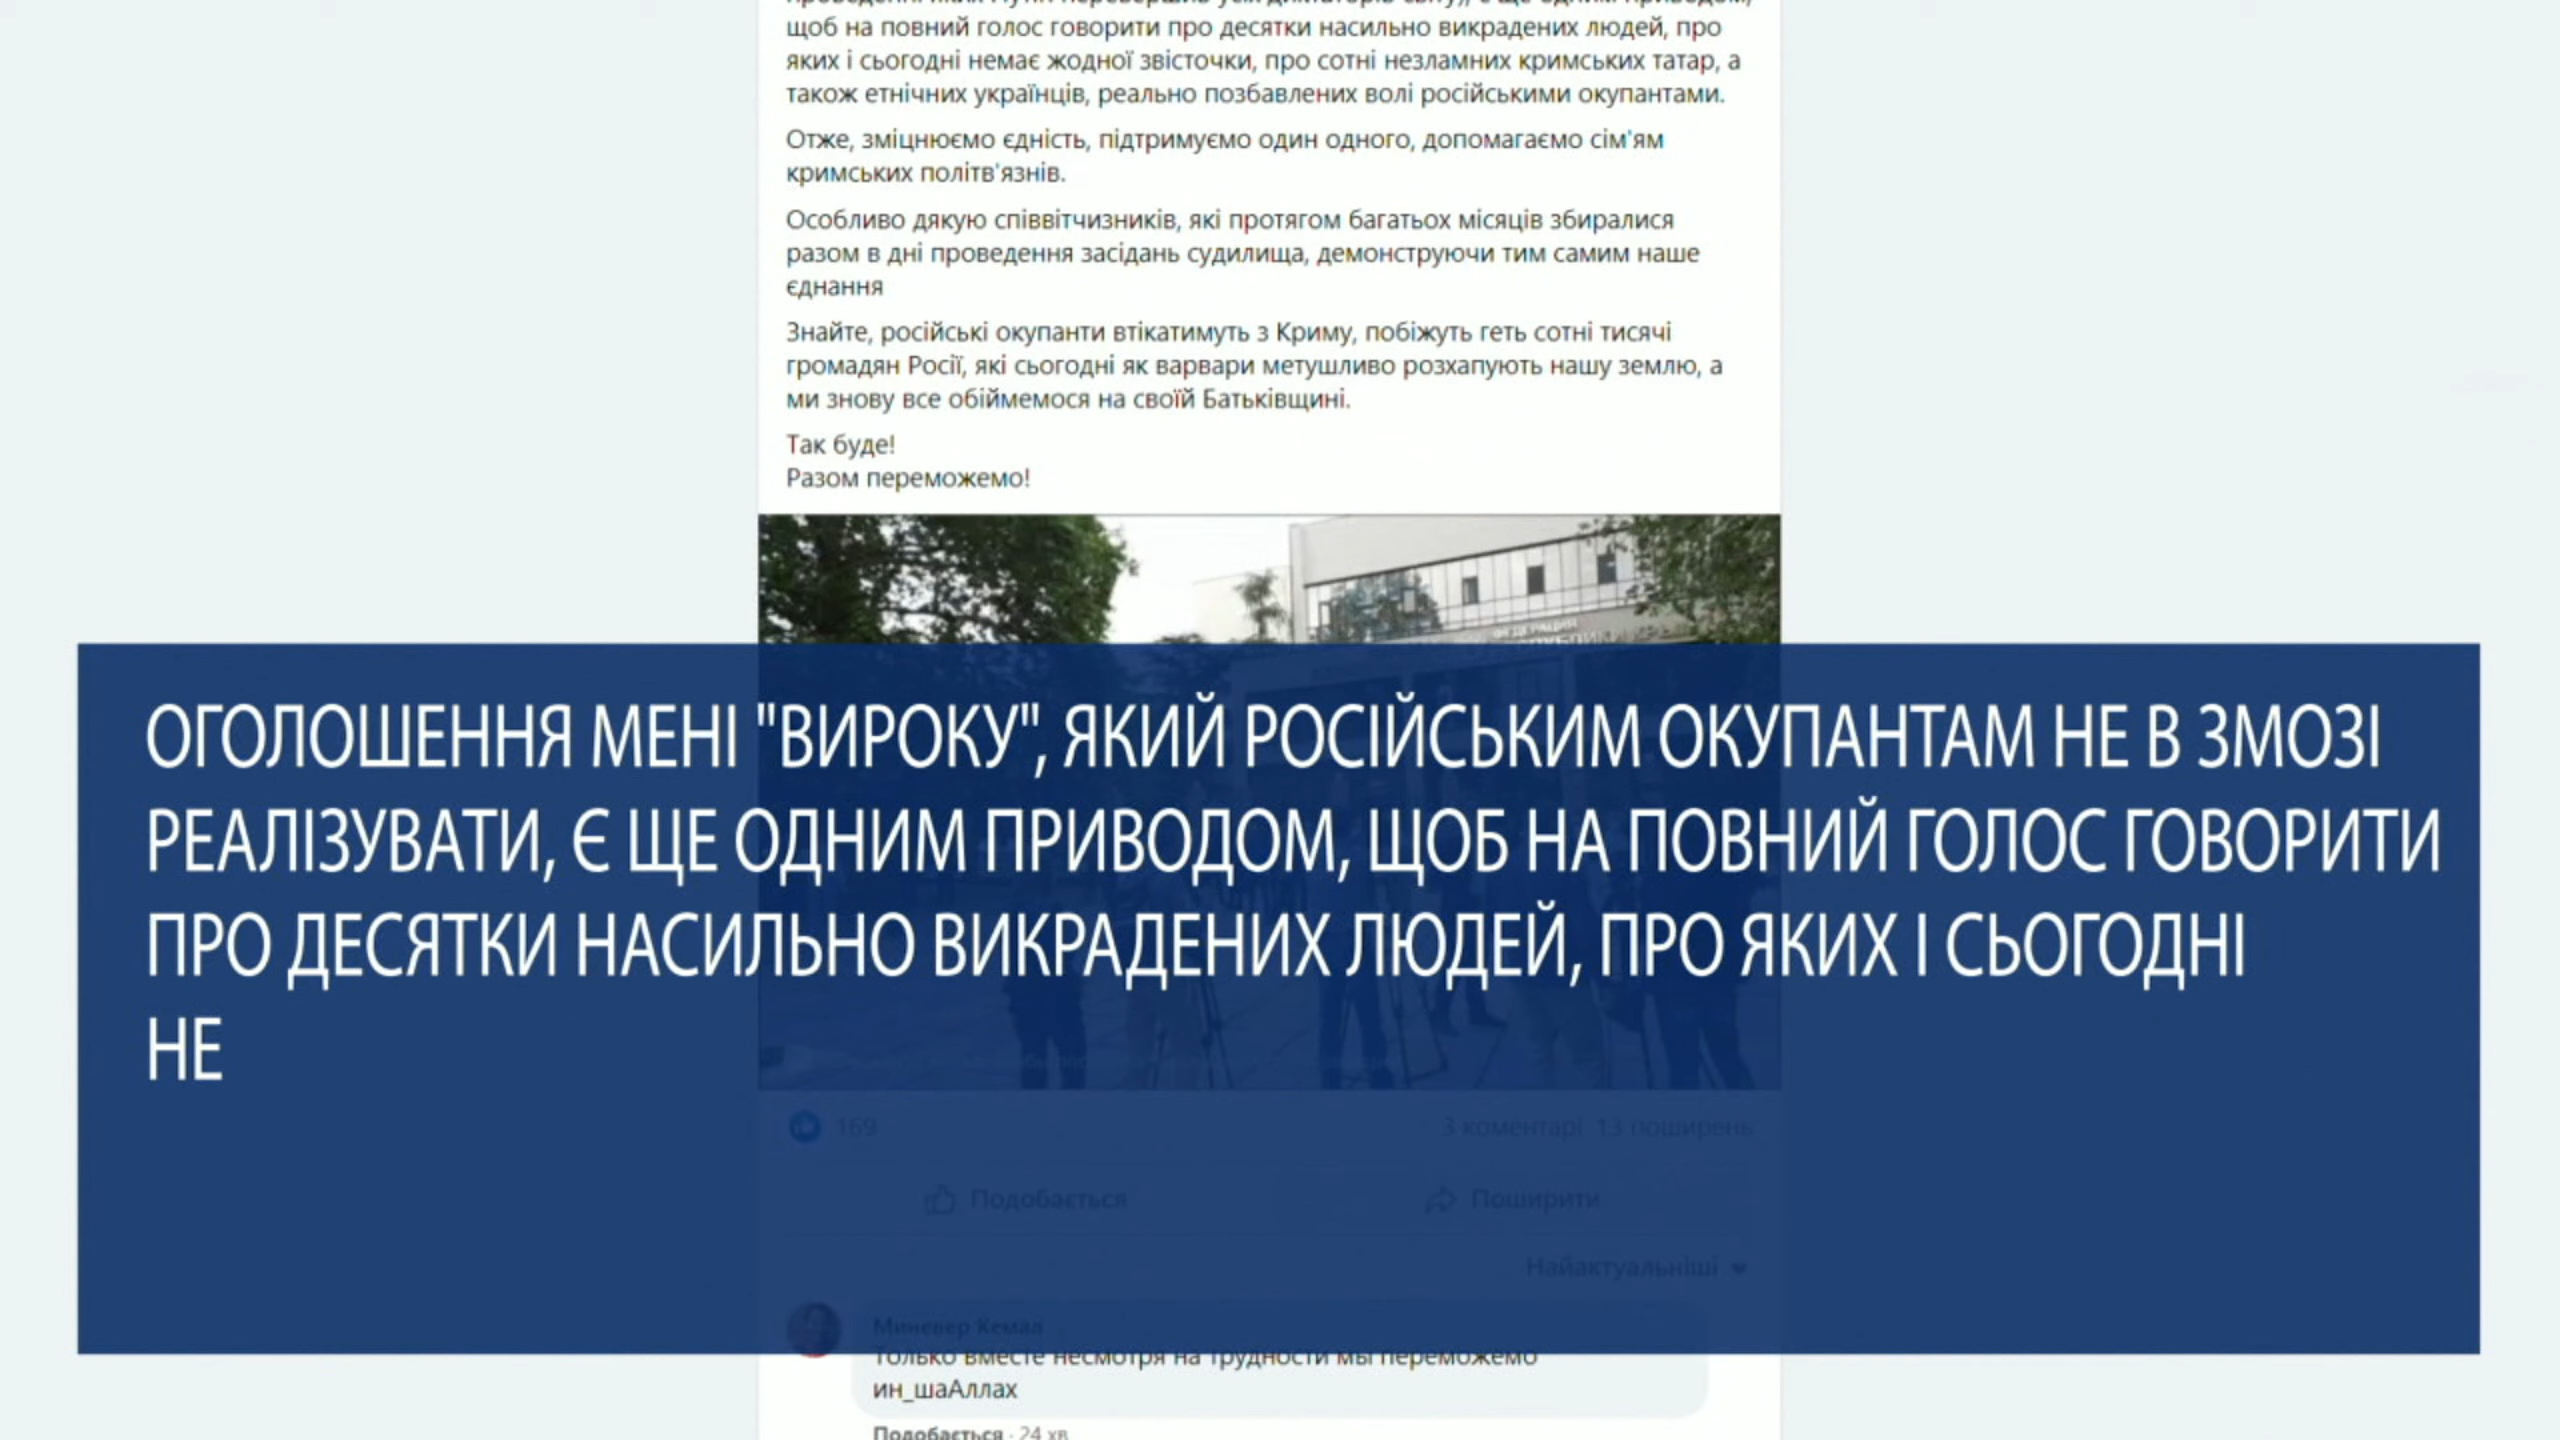 щоб на повний голос говорити про десятки насильно викрадених людей, про
яких і сьогодні немає жодної звісточки, про сотні незламних кримських татар, а
також етнічних українців, реально позбавлених волі російськими окупантами.
Отже, зміцнюємо єдність, підтримуємо один одного, допомагаємо сім'ям
кримських політв'язнів.
Особливо дякую співвітчизників, які протягом багатьох місяців збиралися
разом в дні проведення засідань судилища, демонструючи тим самим наше
єднання
Знайте, російські окупанти втікатимуть з Криму, побіжуть геть сотні тисячі
громадян Росії, які сьогодні як варвари метушливо розхапують нашу землю, а
ми знову все обіймемося на своїй Батьківщині.
Так буде!
Разом переможемо!
ОГОЛОШЕННЯ МЕНІ "ВИРОКУ", ЯКИЙ РОСІЙСЬКИМ ОКУПАНТАМ НЕ В ЗМОЗІ
РЕАЛІЗУВАТИ, Є ЩЕ ОДНИМ ПРИВОДОМ, ЩОБ НА ПОВНИЙ ГОЛОС ГОВОРИТИ
ПРО ДЕСЯТКИ НАСИЛЬНО ВИКРАДЕНИХ ЛЮДЕЙ, ПРО ЯКИХ І СЬОГОДНІ
НЕ
169 3 коментарі 13 поширень
Подобається Поширити
Найактуальніші
Миневер Кемал
Только вместе несмотря на трудности мы переможемо
ин_шаАллах
Подобається · 24 хв